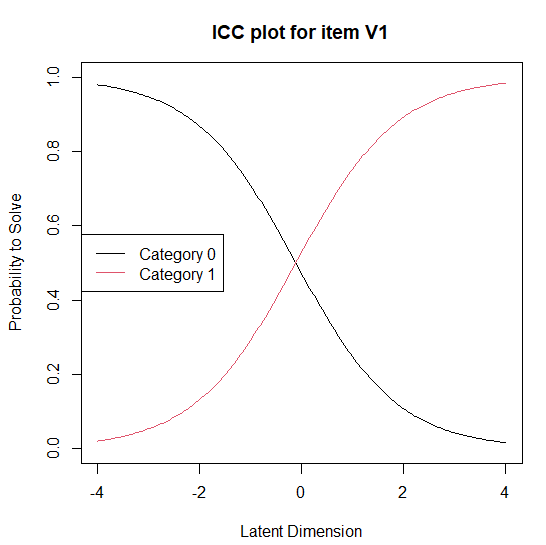 ICC plot for item V1
Probability to Solve
1.0
0.8
0.6
0.4
0.2
0.0
Category 0
Category 1
-4
-2
0
2
4
Latent Dimension